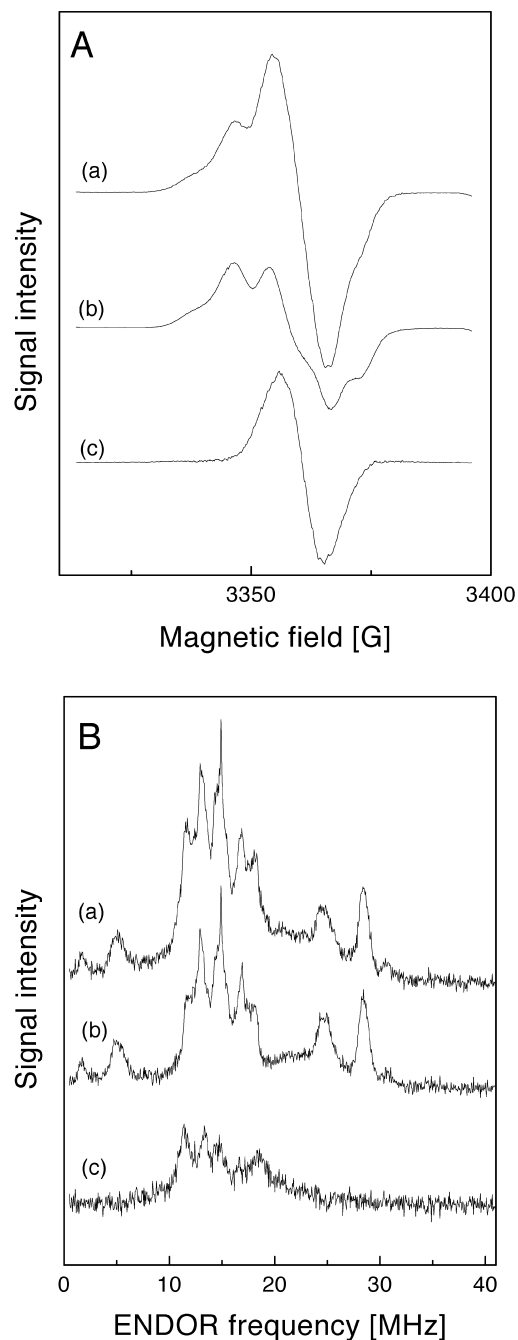 A
(a)
(b)
(c)
Signal intensity
3350 3400
Magnetic field [G]
B
(a)
(b)
(c)
Signal intensity
0 10 20 30 40
ENDOR frequency [MHz]